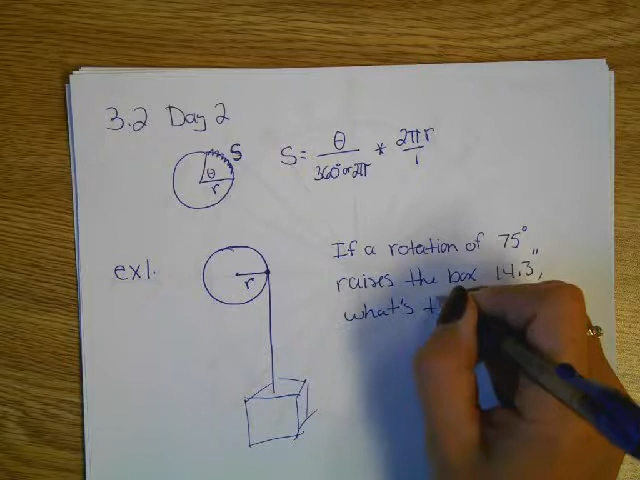 3.2 Day 2
S
θ
r
S = θ / 360° or 2π * 2πr / 1
ex1.
r
If a rotation of 75°
raises the box 14.3",
what's